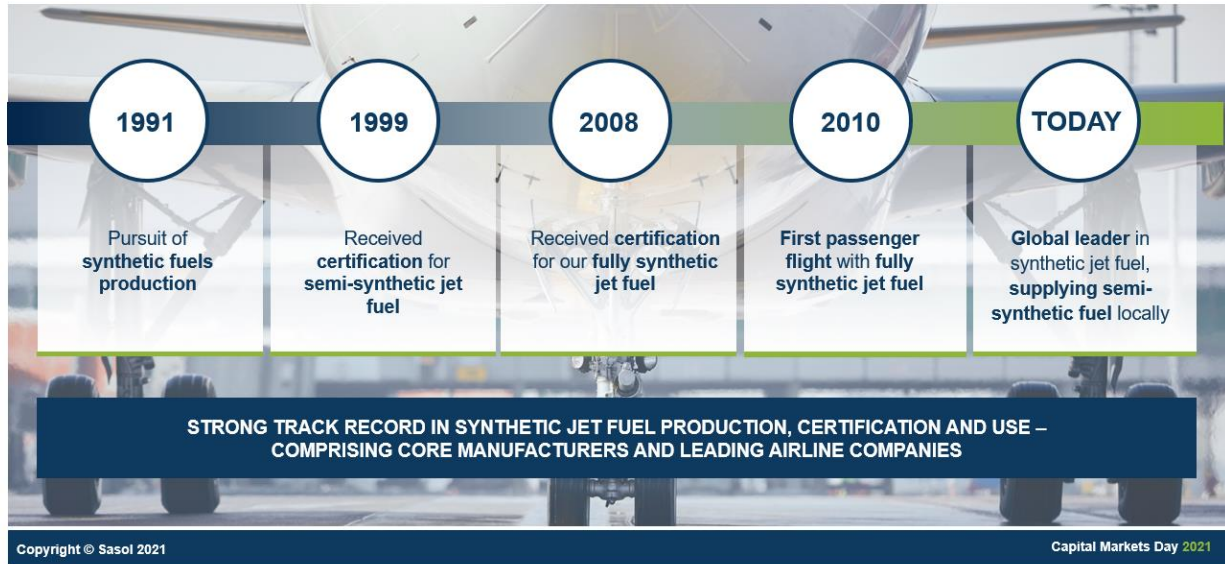 1991
Pursuit of
synthetic fuels
production
1999
Received
certification for
semi-synthetic jet
fuel
2008
Received certification
for our fully synthetic
jet fuel
2010
First passenger
flight with fully
synthetic jet fuel
TODAY
Global leader in
synthetic jet fuel,
supplying semi-
synthetic fuel locally
STRONG TRACK RECORD IN SYNTHETIC JET FUEL PRODUCTION, CERTIFICATION AND USE –
COMPRISING CORE MANUFACTURERS AND LEADING AIRLINE COMPANIES
Copyright © Sasol 2021
Capital Markets Day 2021